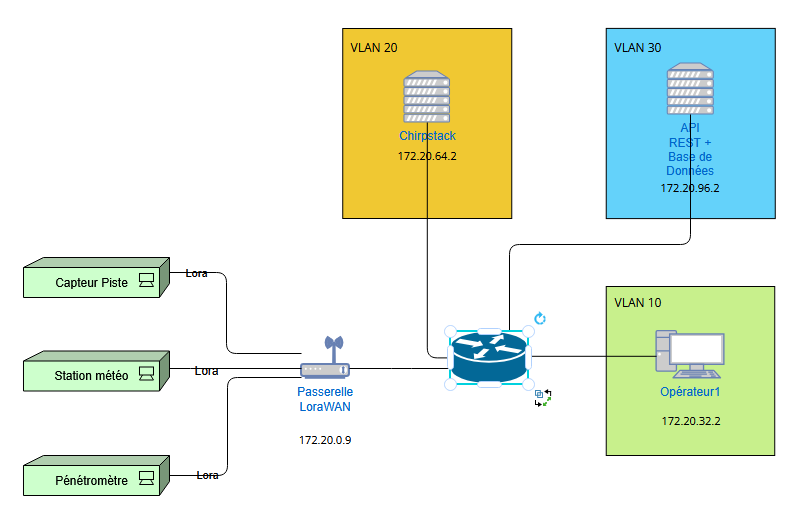 VLAN 20
Chirpstack
172.20.64.2
VLAN 30
API
REST +
Base de
Données
172.20.96.2
Capteur Piste
Lora
Station météo
Lora
Pénétromètre
Lora
Passerelle
LoraWAN
172.20.0.9
VLAN 10
Opérateur1
172.20.32.2